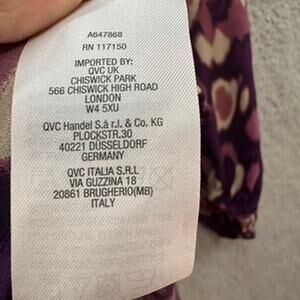 A647868
RN 117150
IMPORTED BY:
QVC UK
CHISWICK PARK
566 CHISWICK HIGH ROAD
LONDON
W4 5XU
QVC Handel S.à r.l. & Co. KG
PLOCKSTR.30
40221 DÜSSELDORF
GERMANY
QVC ITALIA S.R.L
VIA GUZZINA 18
20861 BRUGHERIO(MB)
ITALY